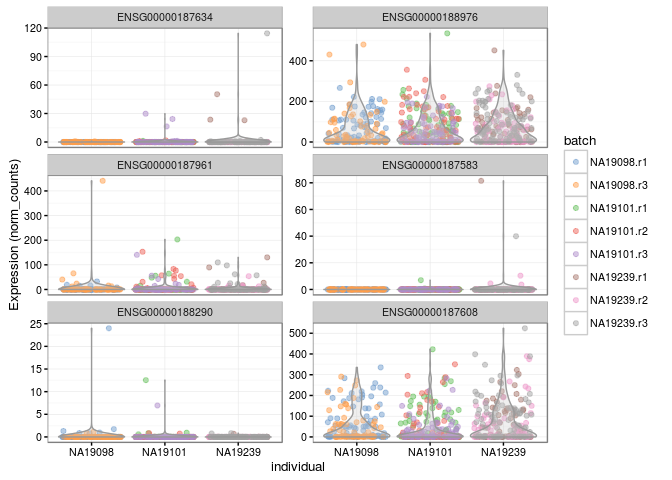 ENSG00000187634
ENSG00000188976
120
90
60
30
0
400
200
0
ENSG00000187961
ENSG00000187583
400
300
200
100
0
80
60
40
20
0
ENSG00000188290
ENSG00000187608
25
20
15
10
5
0
500
400
300
200
100
0
NA19098
NA19101
NA19239
NA19098
NA19101
NA19239
individual
Expression (norm_counts)
batch
NA19098.r1
NA19098.r3
NA19101.r1
NA19101.r2
NA19101.r3
NA19239.r1
NA19239.r2
NA19239.r3